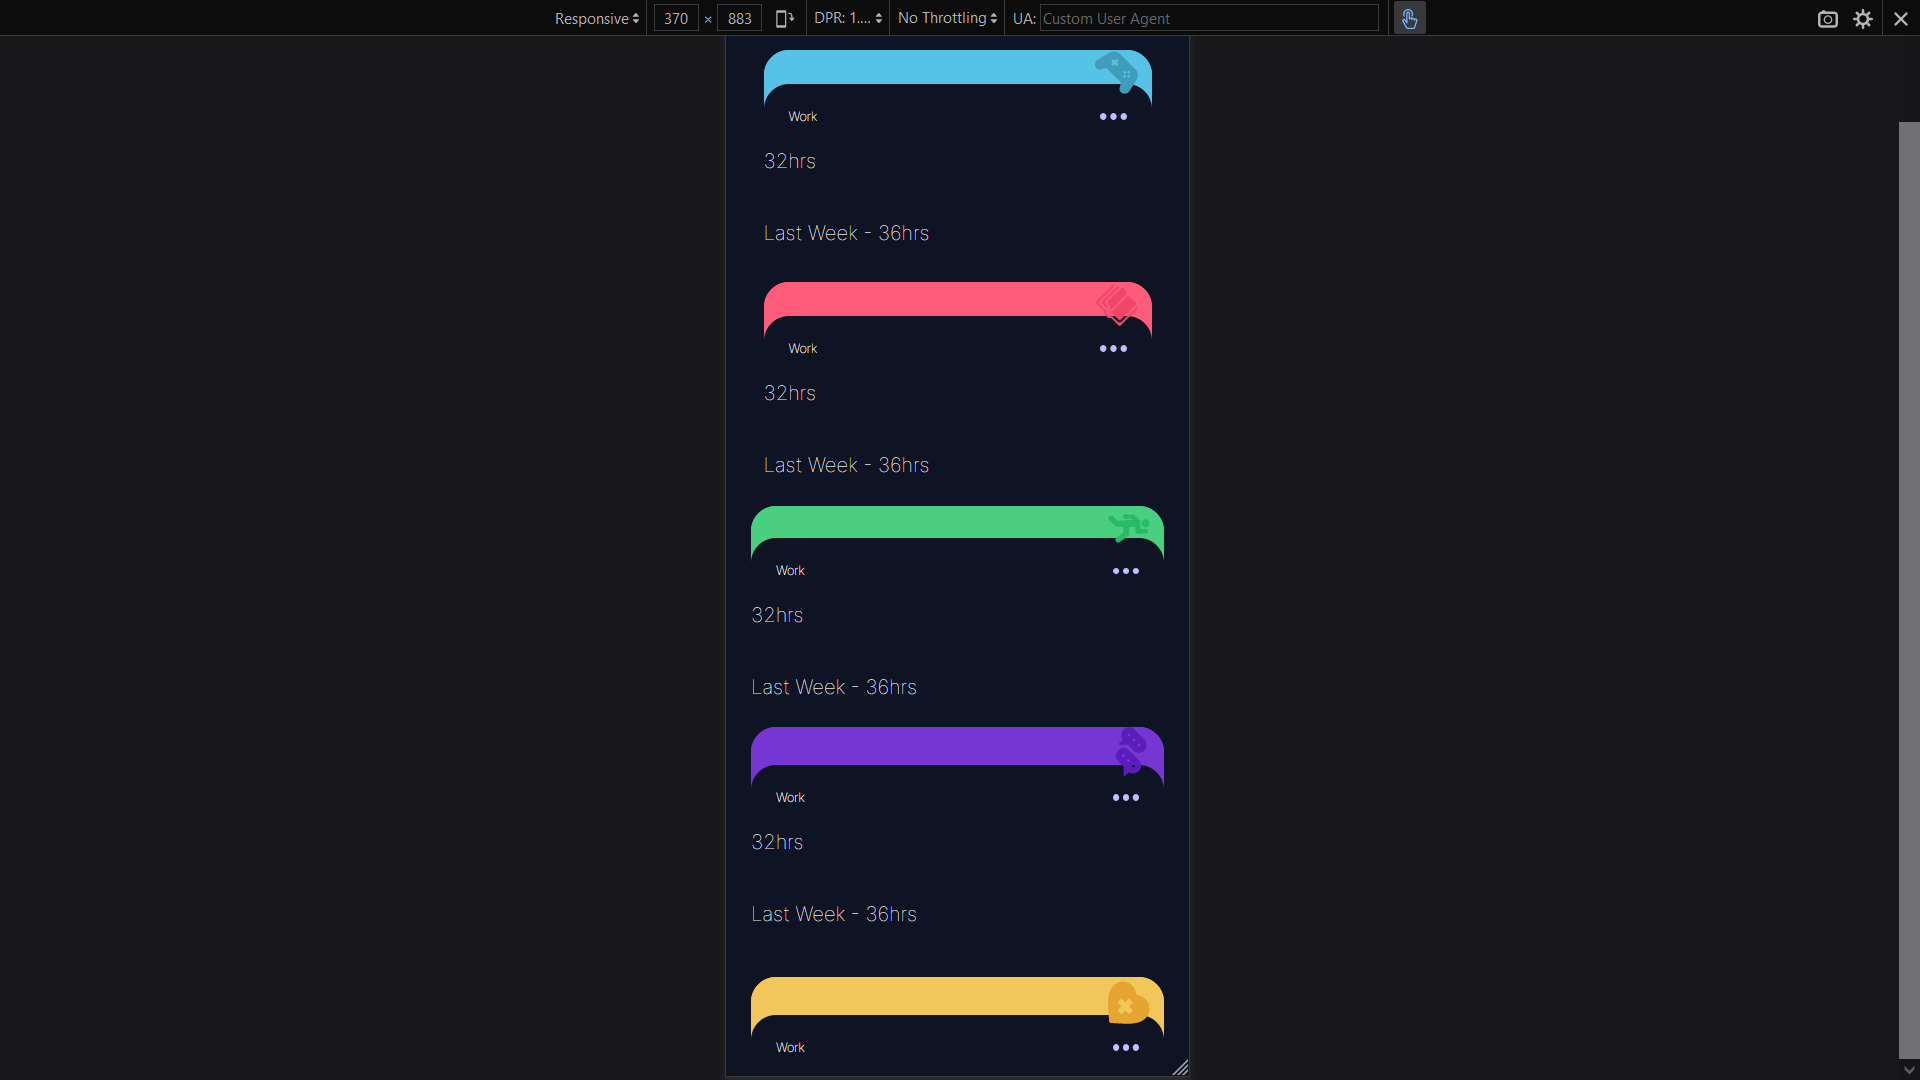 Responsive 370 × 883 DPR: 1.... No Throttling UA: Custom User Agent
Work
32hrs
Last Week - 36hrs
Work
32hrs
Last Week - 36hrs
Work
32hrs
Last Week - 36hrs
Work
32hrs
Last Week - 36hrs
Work